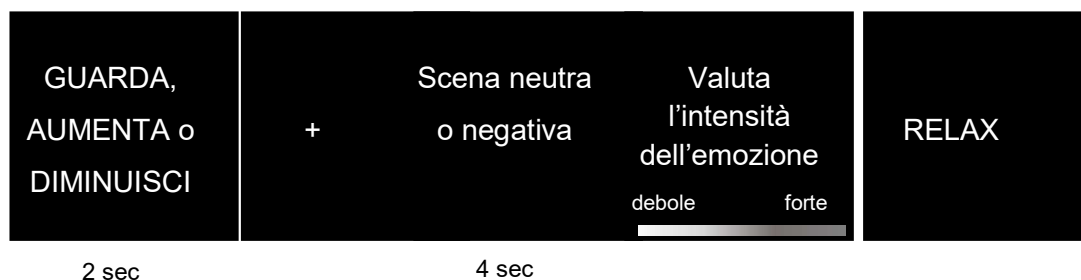 GUARDA,
AUMENTA o
DIMINUISCI
+
Scena neutra
o negativa
Valuta
l’intensità
dell’emozione
debole forte
RELAX
2 sec
4 sec